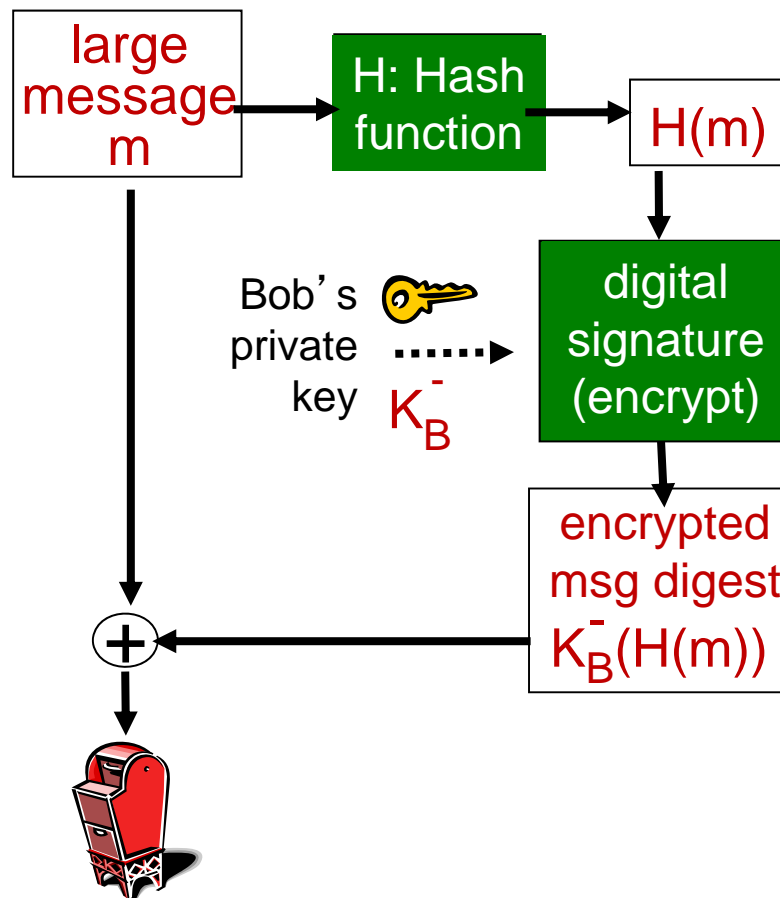 large
message
m
H: Hash
function
H(m)
Bob's
private
key
K_B^-
digital
signature
(encrypt)
encrypted
msg digest
K_B^-(H(m))
+